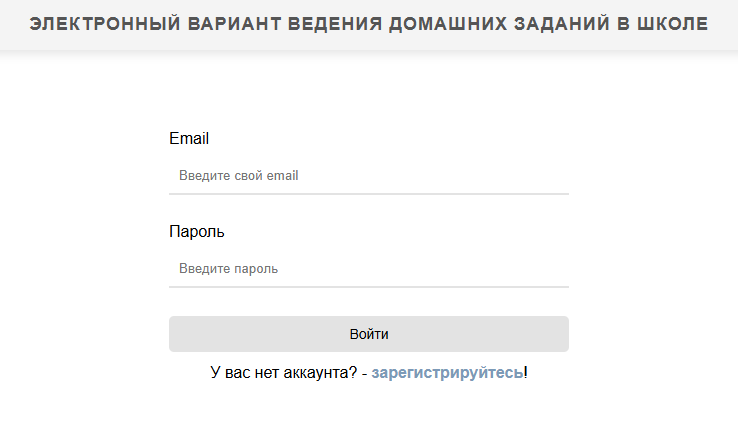 ЭЛЕКТРОННЫЙ ВАРИАНТ ВЕДЕНИЯ ДОМАШНИХ ЗАДАНИЙ В ШКОЛЕ
Email
Введите свой email
Пароль
Введите пароль
Войти
У вас нет аккаунта? - зарегистрируйтесь!